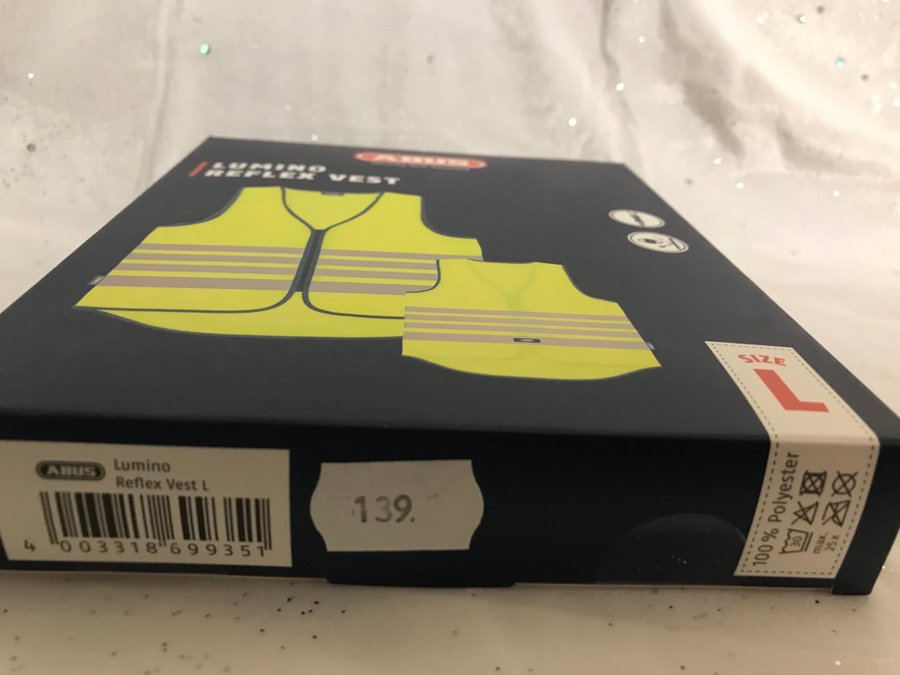 ABUS
LUMINO
REFLEX VEST
SIZE
L
ABUS
Lumino
Reflex Vest L
4 003318 699351
139.
100% Polyester
30
max.
25x